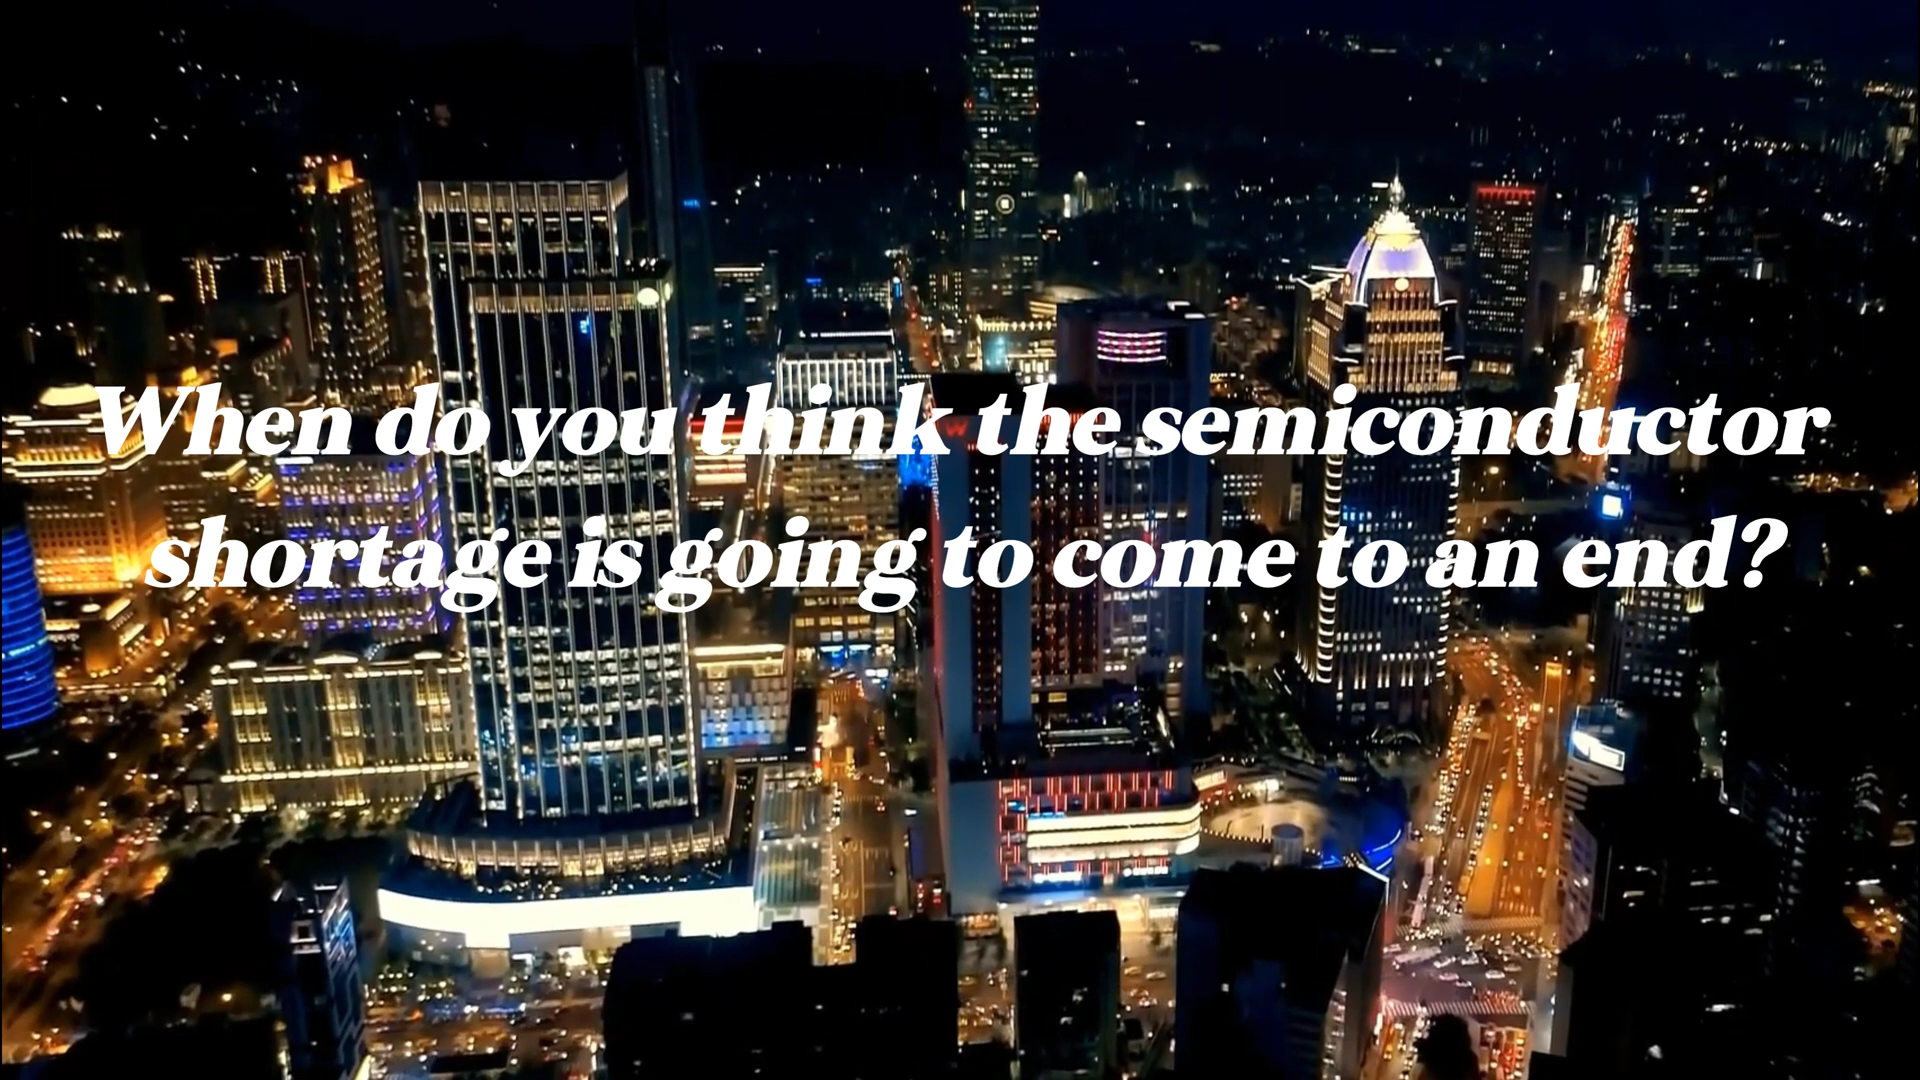 When do you think the semiconductor
shortage is going to come to an end?